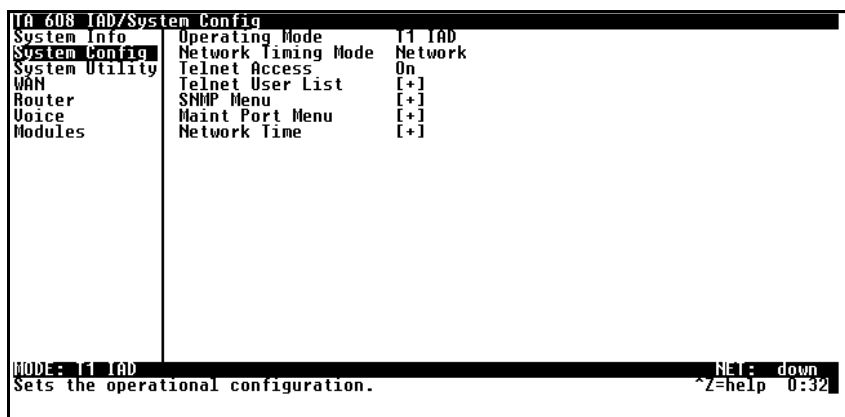 TA 608 IAD/System Config
System Info Operating Mode T1 IAD
System Config Network Timing Mode Network
System Utility Telnet Access On
WAN Telnet User List [+]
Router SNMP Menu [+]
Voice Maint Port Menu [+]
Modules Network Time [+]
MODE: T1 IAD NET: down
Sets the operational configuration. ^Z=help 0:32